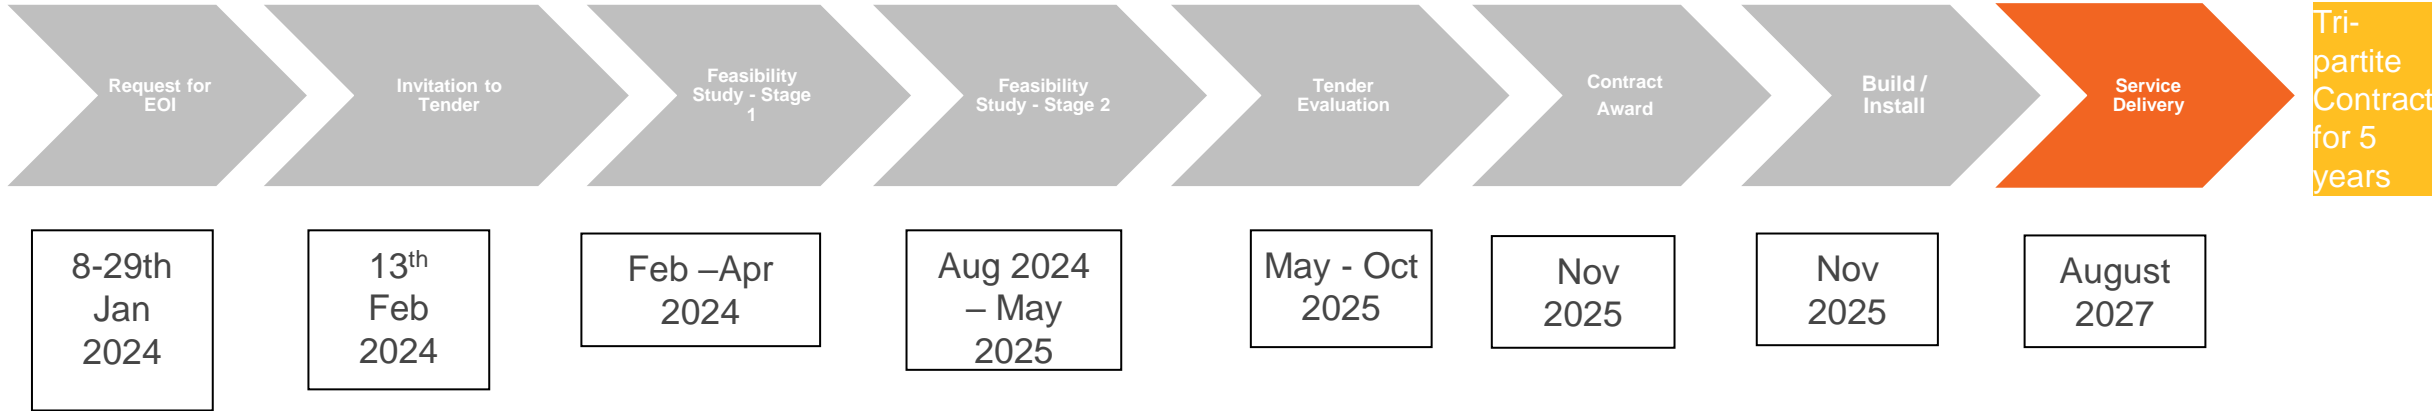 Request for
EOI
Invitation to
Tender
Feasibility
Study - Stage
1
Feasibility
Study - Stage 2
Tender
Evaluation
Contract
Award
Build /
Install
Service
Delivery
Tri-
partite
Contract
for 5
years
8-29th
Jan
2024
13th
Feb
2024
Feb –Apr
2024
Aug 2024
– May
2025
May - Oct
2025
Nov
2025
Nov
2025
August
2027